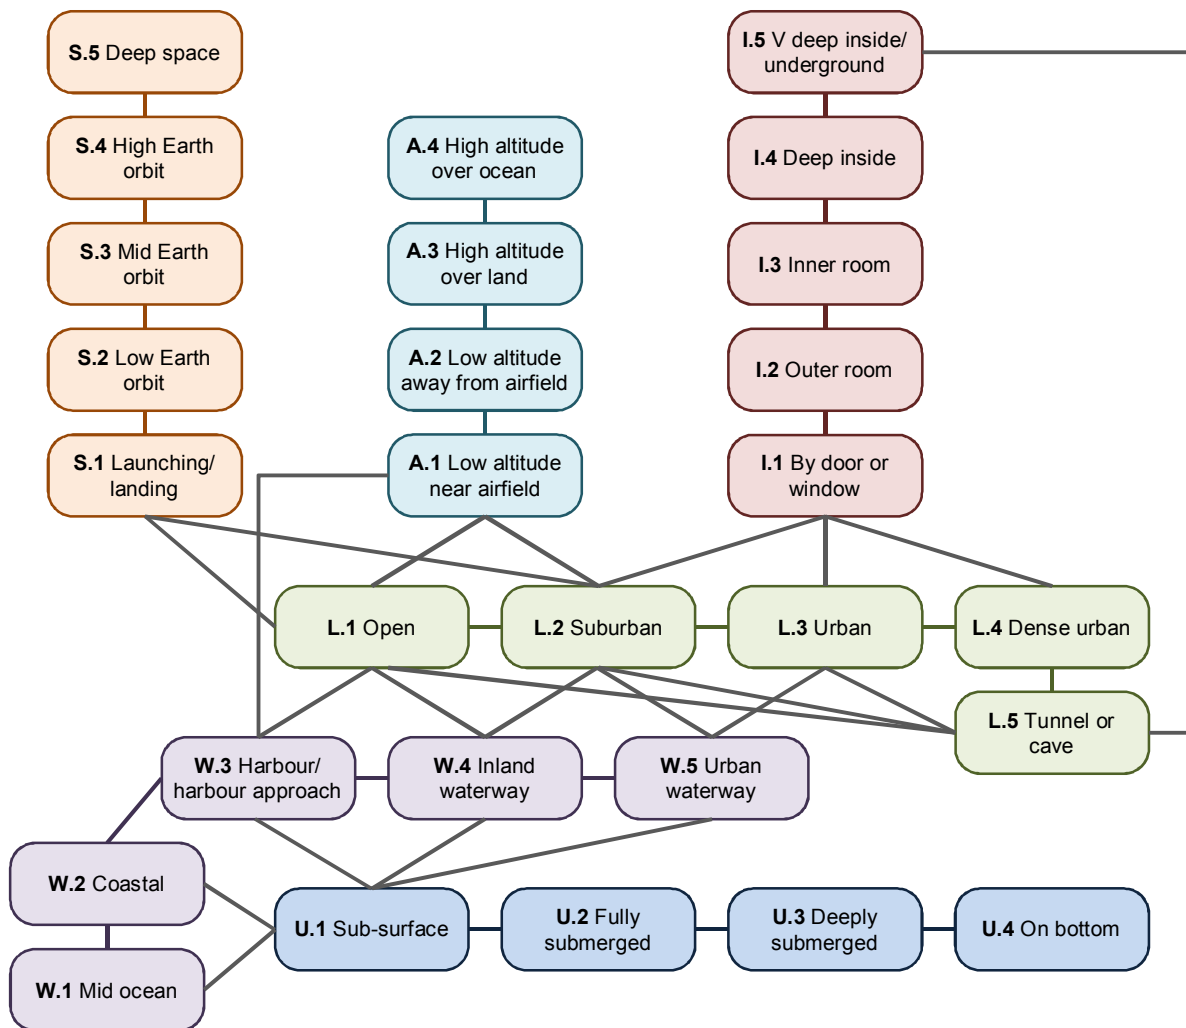 S.5 Deep space
I.5 V deep inside/
underground
S.4 High Earth
orbit
A.4 High altitude
over ocean
I.4 Deep inside
S.3 Mid Earth
orbit
A.3 High altitude
over land
I.3 Inner room
S.2 Low Earth
orbit
A.2 Low altitude
away from airfield
I.2 Outer room
S.1 Launching/
landing
A.1 Low altitude
near airfield
I.1 By door or
window
L.1 Open
L.2 Suburban
L.3 Urban
L.4 Dense urban
L.5 Tunnel or
cave
W.3 Harbour/
harbour approach
W.4 Inland
waterway
W.5 Urban
waterway
W.2 Coastal
U.1 Sub-surface
U.2 Fully
submerged
U.3 Deeply
submerged
U.4 On bottom
W.1 Mid ocean